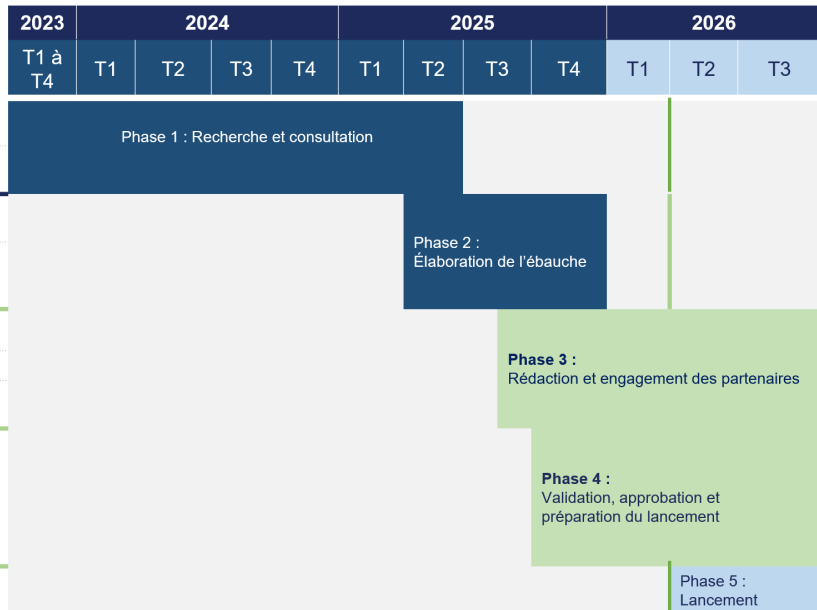 2023 2024 2025 2026
T1 à
T4 T1 T2 T3 T4 T1 T2 T3 T4 T1 T2 T3
Phase 1 : Recherche et consultation
Phase 2 :
Élaboration de l’ébauche
Phase 3 :
Rédaction et engagement des partenaires
Phase 4 :
Validation, approbation et
préparation du lancement
Phase 5 :
Lancement